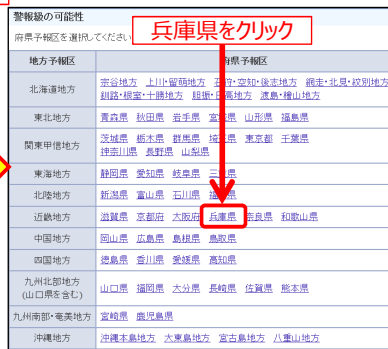 警報級の可能性
府県予報区を選択してください
兵庫県をクリック
地方予報区 府県予報区
北海道地方
宗谷地方 上川・留萌地方 石狩・空知・後志地方 網走・北見・紋別地方
釧路・根室・十勝地方 胆振・日高地方 渡島・檜山地方
東北地方 青森県 秋田県 岩手県 宮城県 山形県 福島県
関東甲信地方
茨城県 栃木県 群馬県 埼玉県 東京都 千葉県
神奈川県 長野県 山梨県
東海地方 静岡県 愛知県 岐阜県 三重県
北陸地方 新潟県 富山県 石川県 福井県
近畿地方 滋賀県 京都府 大阪府 兵庫県 奈良県 和歌山県
中国地方 岡山県 広島県 島根県 鳥取県
四国地方 徳島県 香川県 愛媛県 高知県
九州北部地方
(山口県を含む)
山口県 福岡県 大分県 長崎県 佐賀県 熊本県
九州南部・奄美地方 宮崎県 鹿児島県
沖縄地方 沖縄本島地方 大東島地方 宮古島地方 八重山地方